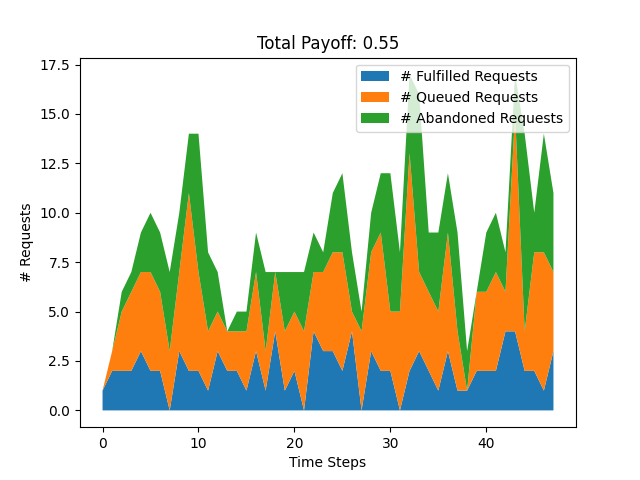 Total Payoff: 0.55
17.5
15.0
12.5
10.0
7.5
5.0
2.5
0.0
# Requests
# Fulfilled Requests
# Queued Requests
# Abandoned Requests
0 10 20 30 40
Time Steps